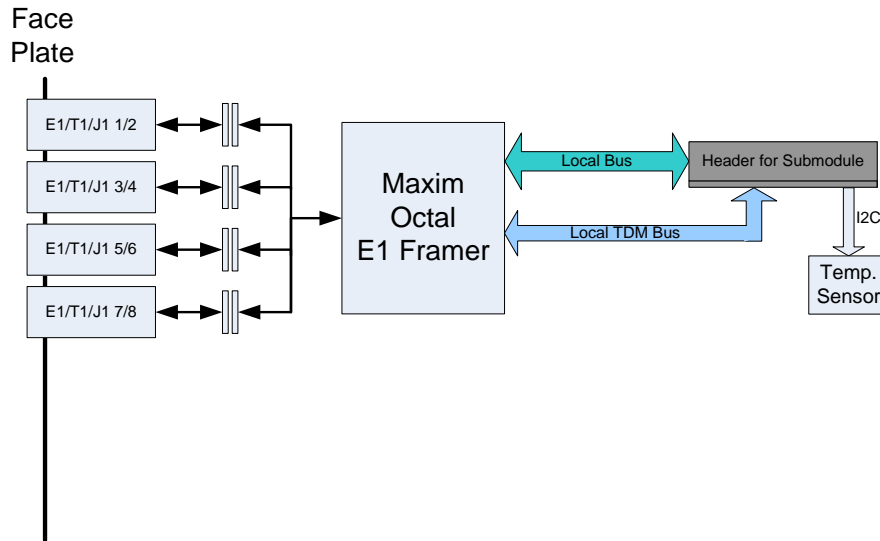 Face
Plate
E1/T1/J1 1/2
E1/T1/J1 3/4
E1/T1/J1 5/6
E1/T1/J1 7/8
Maxim
Octal
E1 Framer
Local Bus
Local TDM Bus
Header for Submodule
I2C
Temp.
Sensor